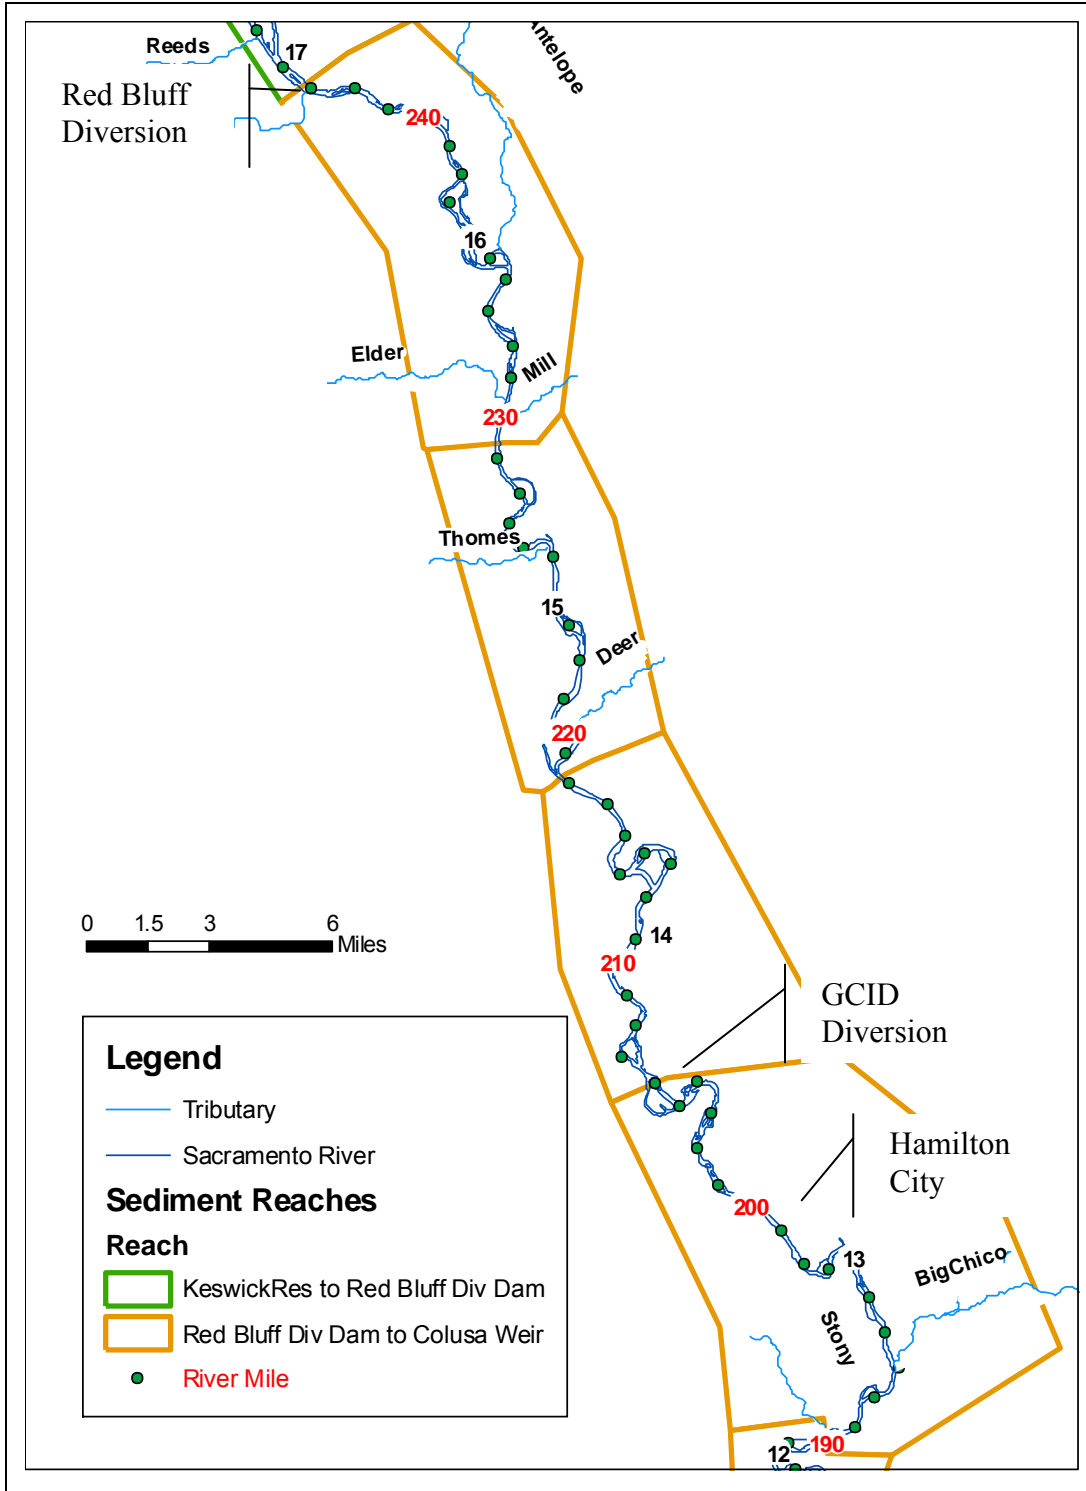 Antelope
Reeds
17
Red Bluff
Diversion
240
16
Elder
Mill
230
Thomes
15
Deer
220
0 1.5 3 6
Miles
14
210
GCID
Diversion
Legend
Tributary
Sacramento River
Sediment Reaches
Reach
KeswickRes to Red Bluff Div Dam
Red Bluff Div Dam to Colusa Weir
River Mile
Hamilton
City
200
13
BigChico
Stony
12
190